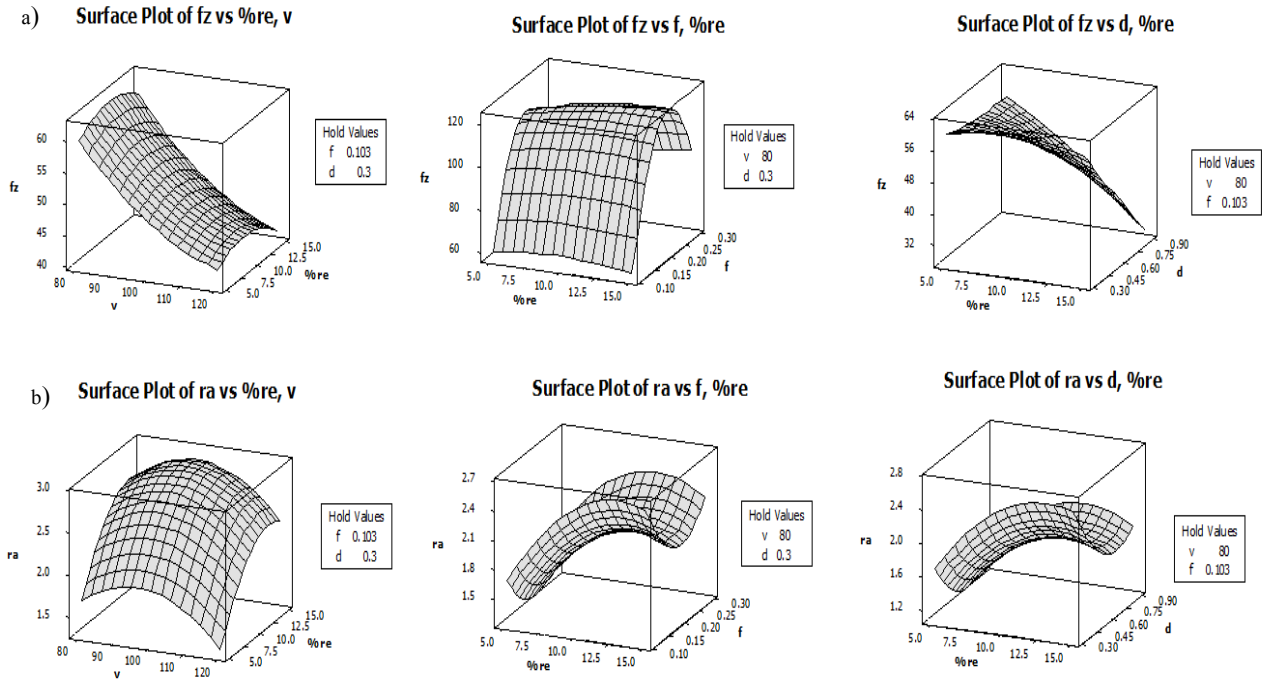 a)
Surface Plot of fz vs %re, v
60
55
50
45
40
fz
80
90
100
110
120
v
5.0
7.5
10.0
12.5
15.0
%re
Hold Values
f 0.103
d 0.3
Surface Plot of fz vs f, %re
120
100
80
60
fz
5.0
7.5
10.0
12.5
15.0
%re
0.10
0.15
0.20
0.25
0.30
f
Hold Values
v 80
d 0.3
Surface Plot of fz vs d, %re
64
56
48
40
32
fz
5.0
7.5
10.0
12.5
15.0
%re
0.30
0.45
0.60
0.75
0.90
d
Hold Values
v 80
f 0.103
b)
Surface Plot of ra vs %re, v
3.0
2.5
2.0
1.5
ra
80
90
100
110
120
v
5.0
7.5
10.0
12.5
15.0
%re
Hold Values
f 0.103
d 0.3
Surface Plot of ra vs f, %re
2.7
2.4
2.1
1.8
1.5
ra
5.0
7.5
10.0
12.5
15.0
%re
0.10
0.15
0.20
0.25
0.30
f
Hold Values
v 80
d 0.3
Surface Plot of ra vs d, %re
2.8
2.4
2.0
1.6
1.2
ra
5.0
7.5
10.0
12.5
15.0
%re
0.30
0.45
0.60
0.75
0.90
d
Hold Values
v 80
f 0.103